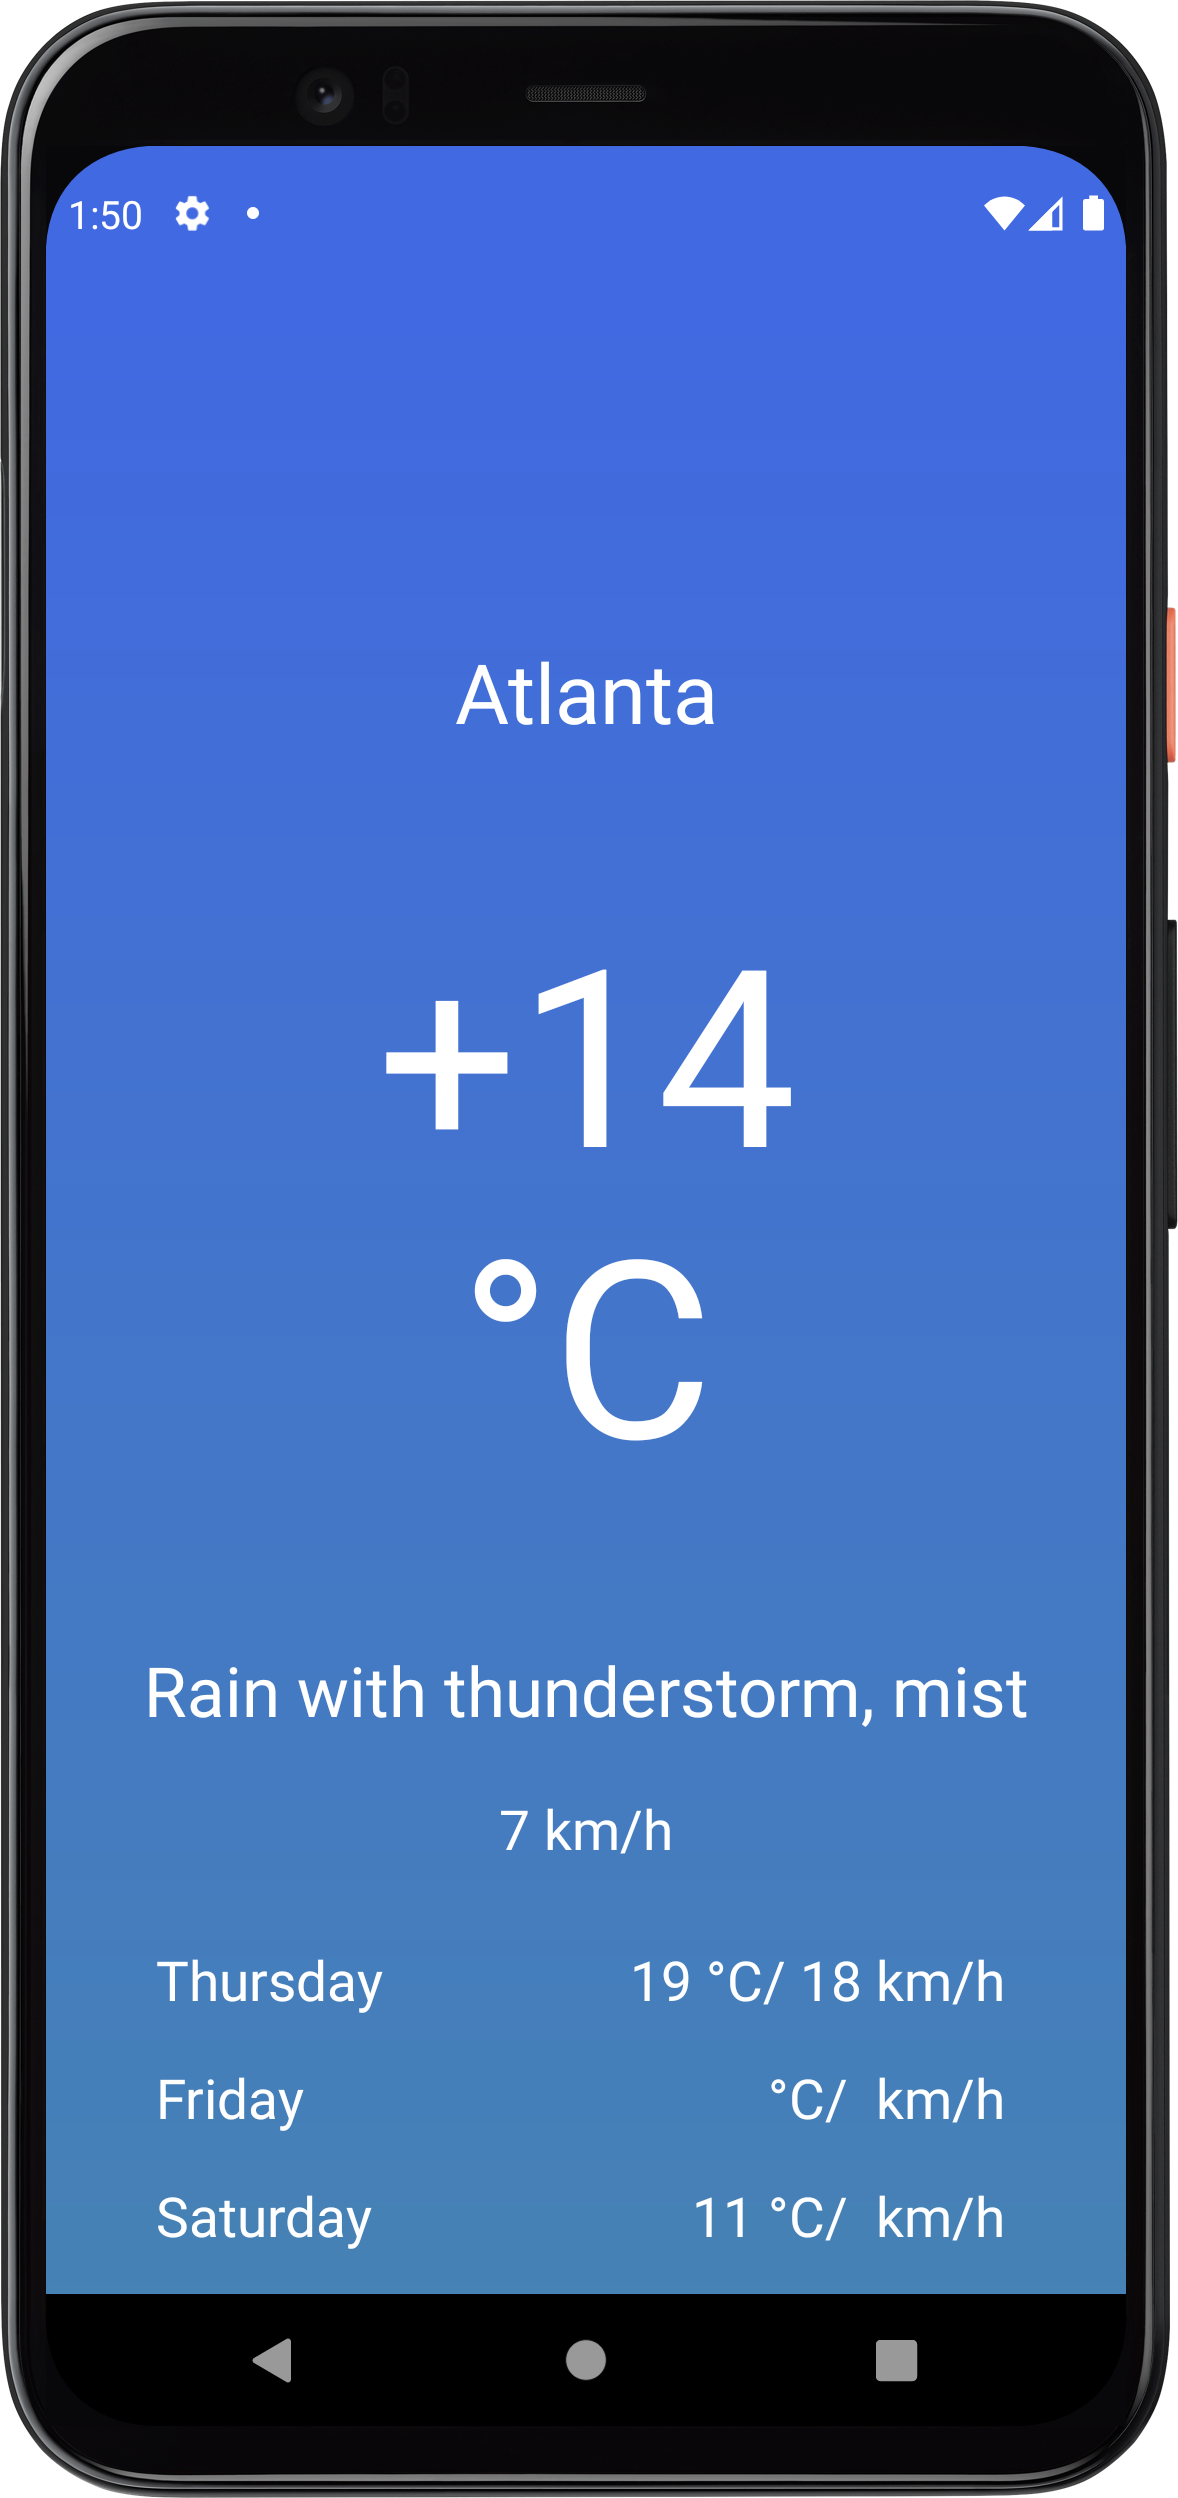 1:50
Atlanta
+14
°C
Rain with thunderstorm, mist
7 km/h
Thursday 19 °C/ 18 km/h
Friday °C/ km/h
Saturday 11 °C/ km/h